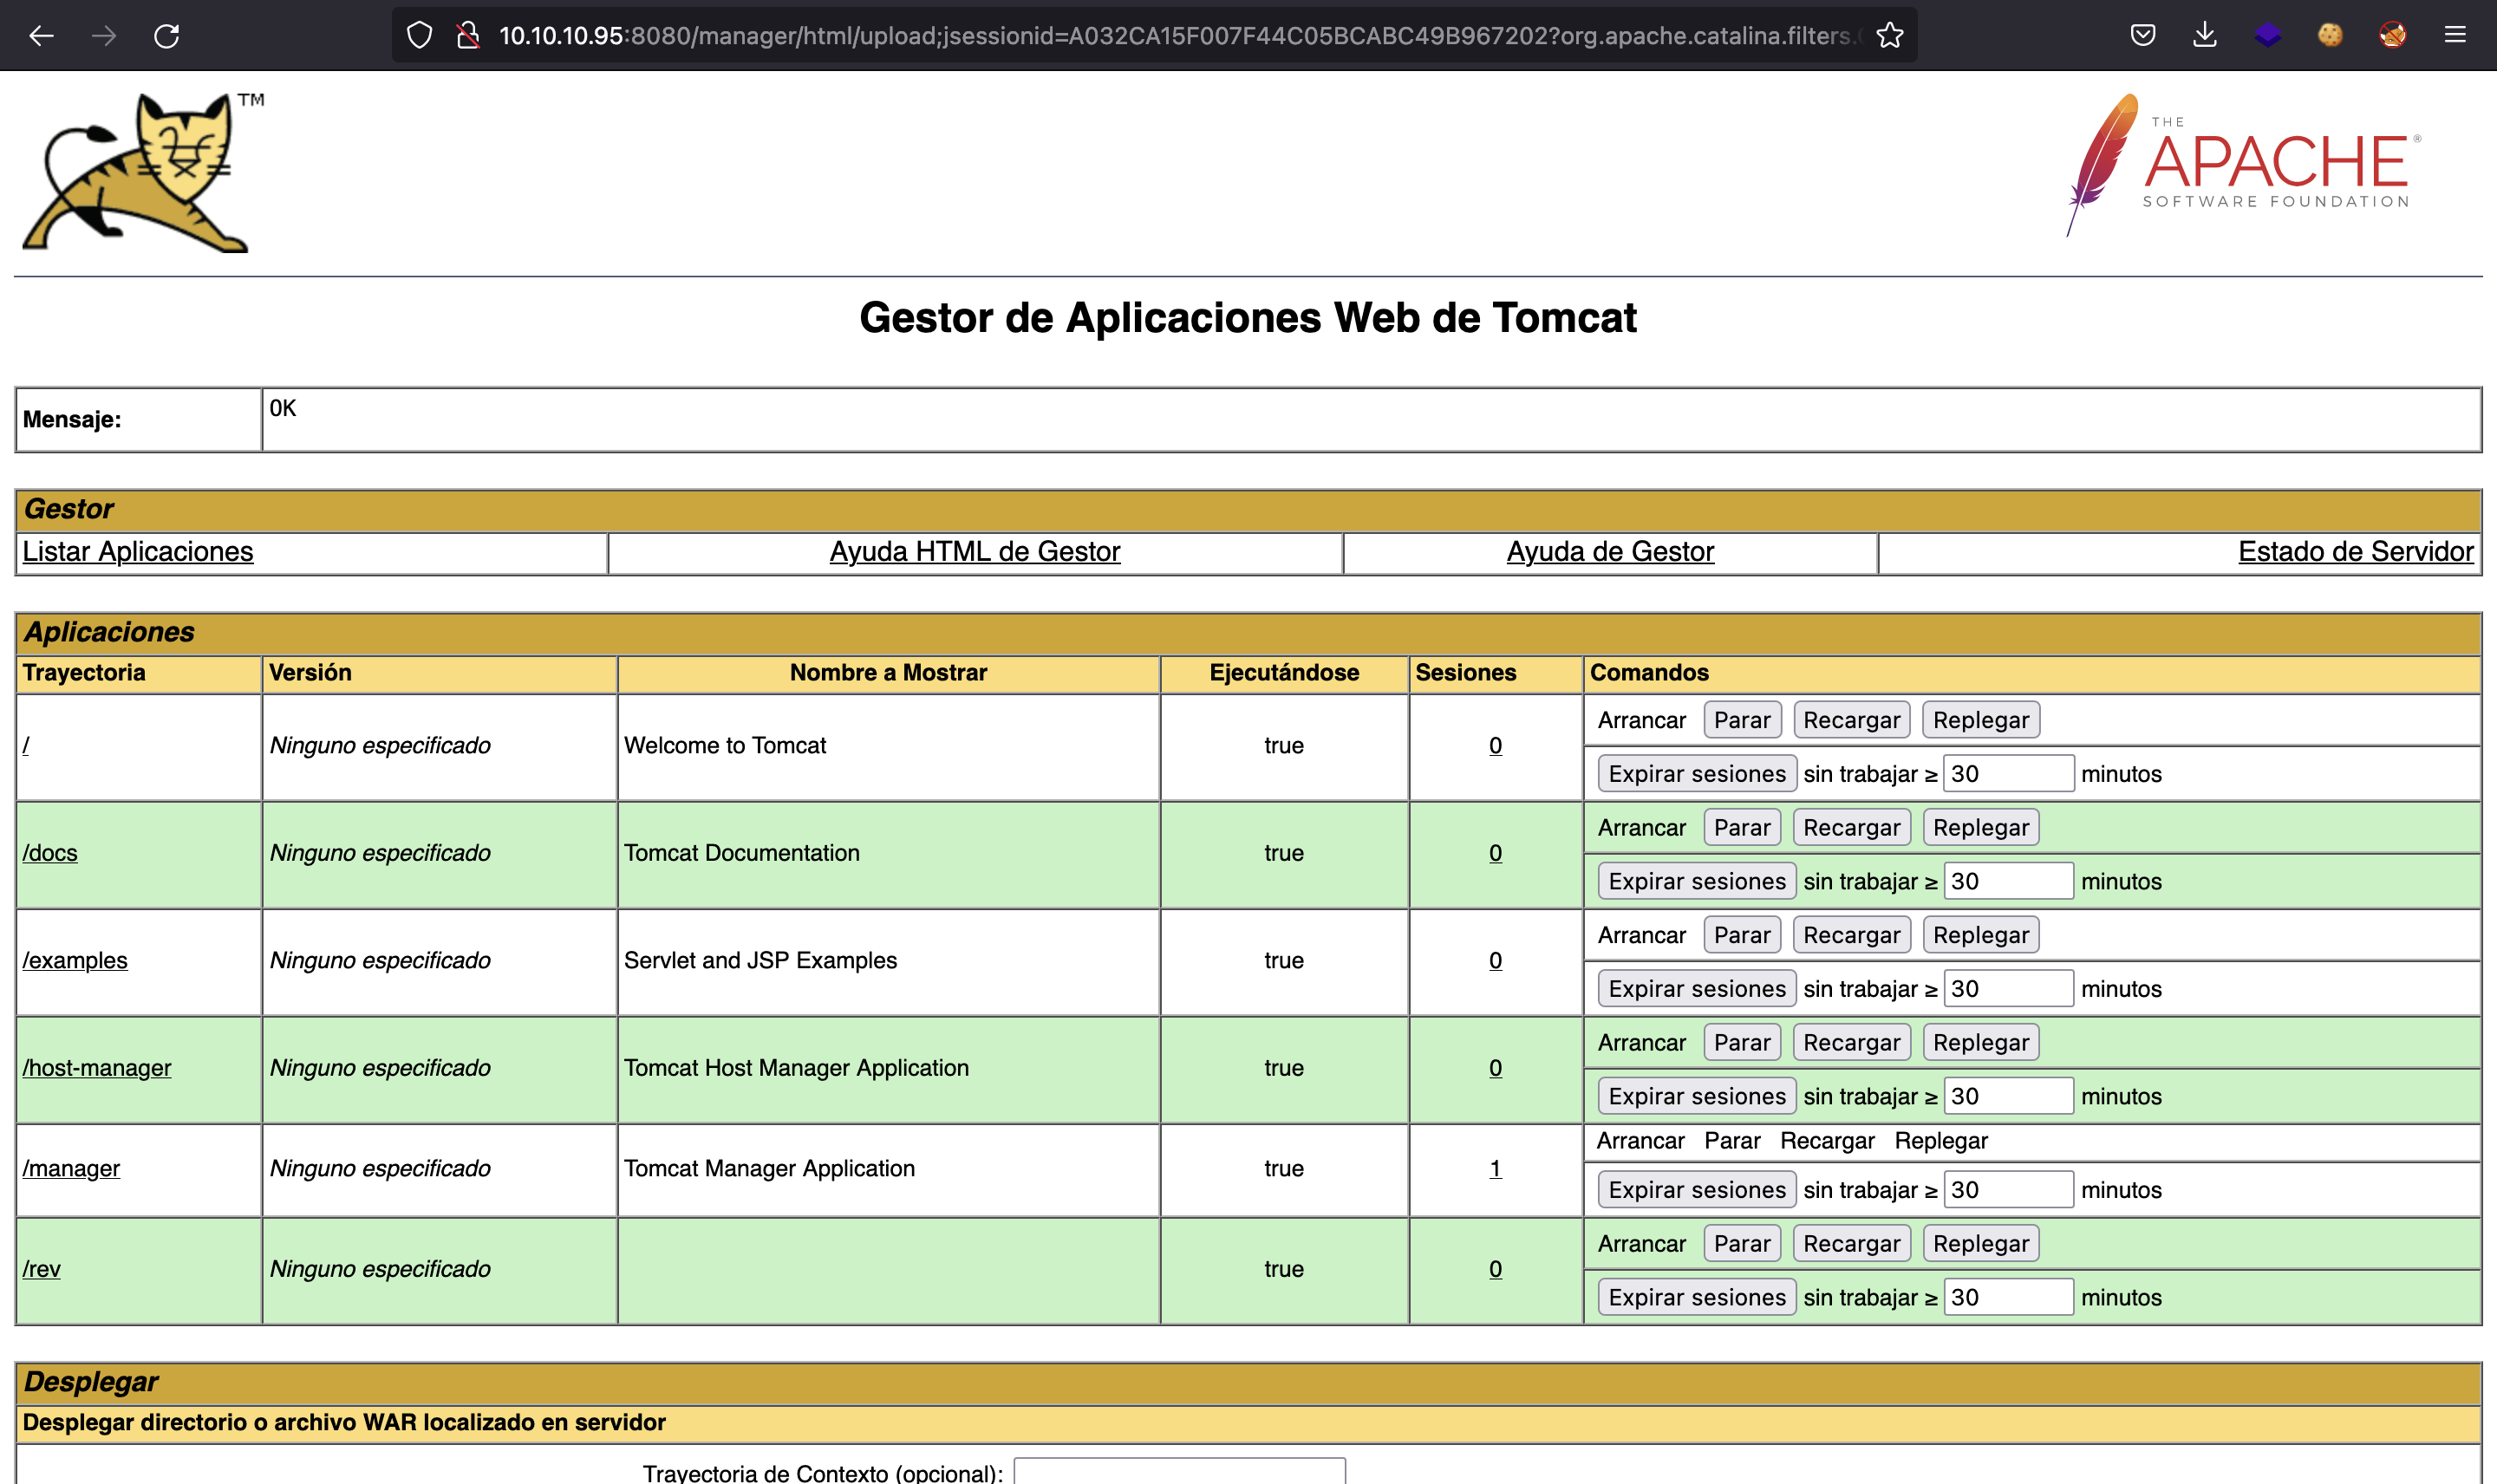 10.10.10.95:8080/manager/html/upload;jsessionid=A032CA15F007F44C05BCABC49B967202?org.apache.catalina.filters.
TM
THE
APACHE®
SOFTWARE FOUNDATION
Gestor de Aplicaciones Web de Tomcat
Mensaje: OK
Gestor
Listar Aplicaciones Ayuda HTML de Gestor Ayuda de Gestor Estado de Servidor
Aplicaciones
Trayectoria Versión Nombre a Mostrar Ejecutándose Sesiones Comandos
/ Ninguno especificado Welcome to Tomcat true 0 Arrancar Parar Recargar Replegar
Expirar sesiones sin trabajar ≥ 30 minutos
/docs Ninguno especificado Tomcat Documentation true 0 Arrancar Parar Recargar Replegar
Expirar sesiones sin trabajar ≥ 30 minutos
/examples Ninguno especificado Servlet and JSP Examples true 0 Arrancar Parar Recargar Replegar
Expirar sesiones sin trabajar ≥ 30 minutos
/host-manager Ninguno especificado Tomcat Host Manager Application true 0 Arrancar Parar Recargar Replegar
Expirar sesiones sin trabajar ≥ 30 minutos
/manager Ninguno especificado Tomcat Manager Application true 1 Arrancar Parar Recargar Replegar
Expirar sesiones sin trabajar ≥ 30 minutos
/rev Ninguno especificado true 0 Arrancar Parar Recargar Replegar
Expirar sesiones sin trabajar ≥ 30 minutos
Desplegar
Desplegar directorio o archivo WAR localizado en servidor
Trayectoria de Contexto (opcional):